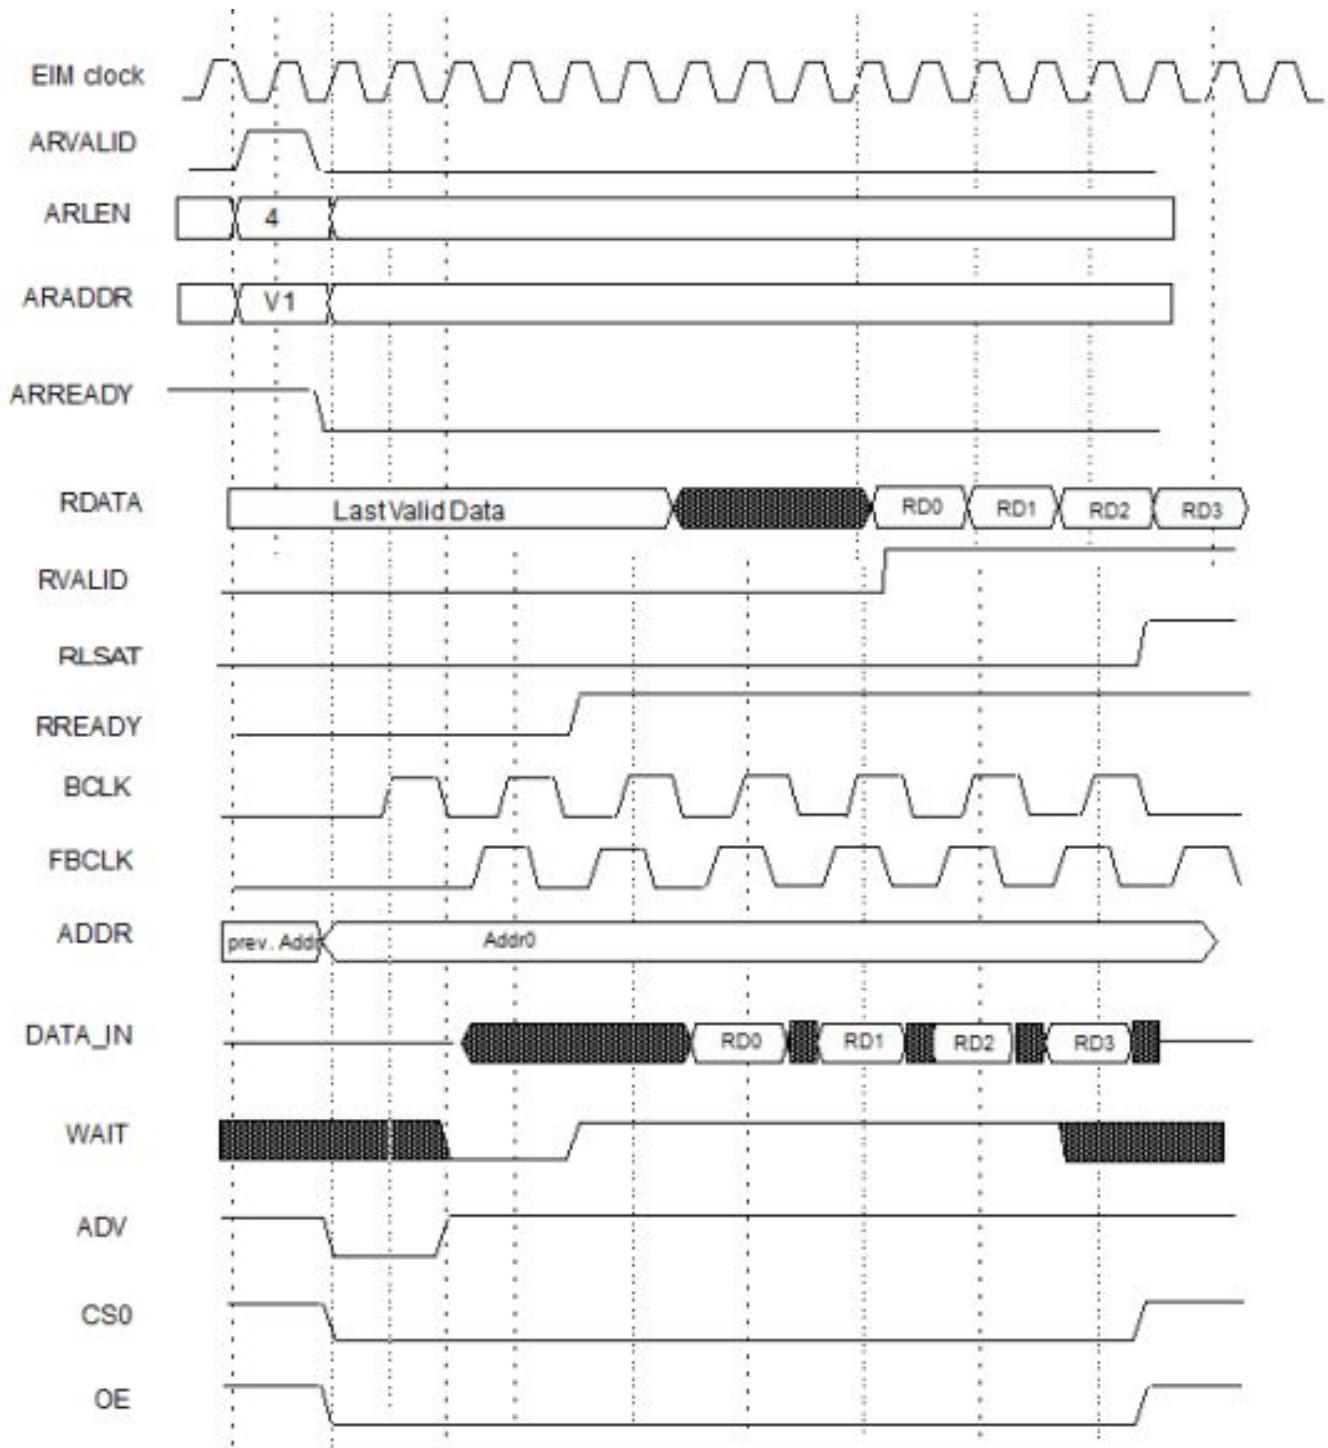 EIM clock
ARVALID
ARLEN 4
ARADDR V1
ARREADY
RDATA Last Valid Data RD0 RD1 RD2 RD3
RVALID
RLSAT
RREADY
BCLK
FBCLK
ADDR prev. Addr Addr0
DATA_IN RD0 RD1 RD2 RD3
WAIT
ADV
CS0
OE